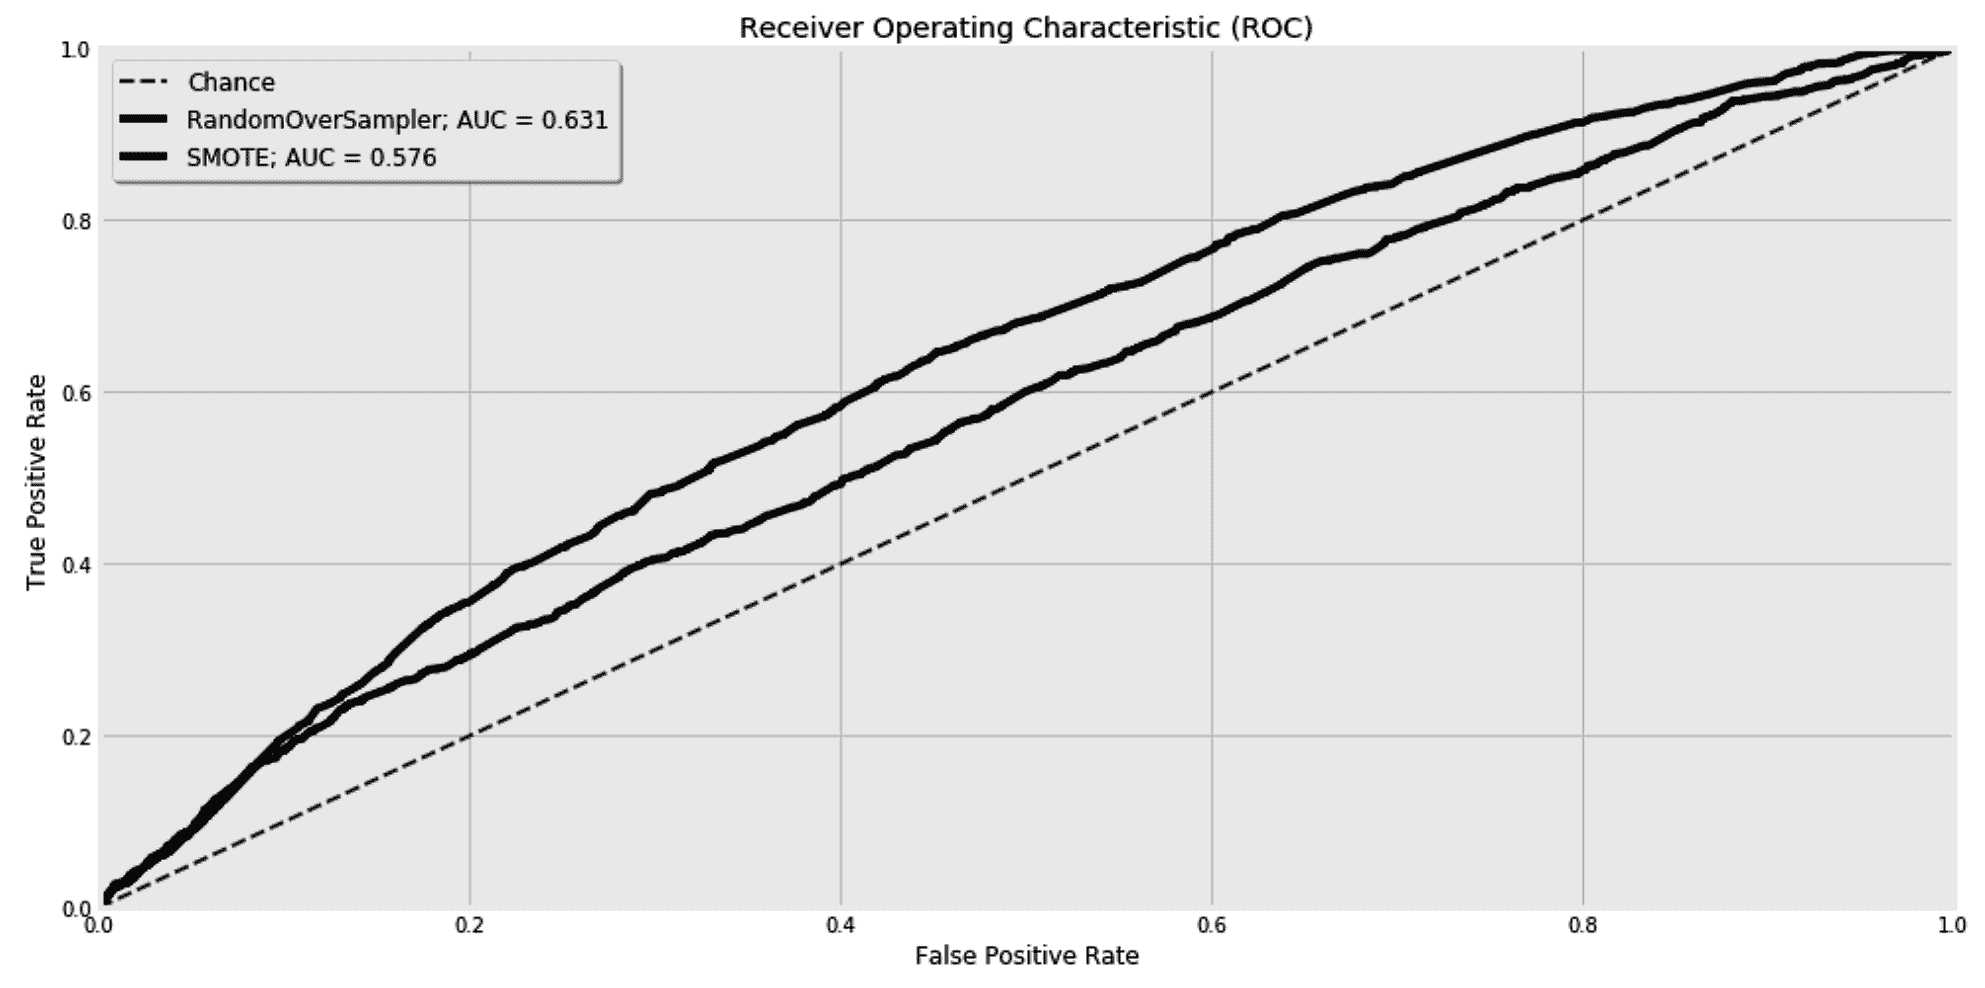 Receiver Operating Characteristic (ROC)
1.0
Chance
RandomOverSampler; AUC = 0.631
SMOTE; AUC = 0.576
0.8
0.6
0.4
0.2
0.0
True Positive Rate
0.0 0.2 0.4 0.6 0.8 1.0
False Positive Rate